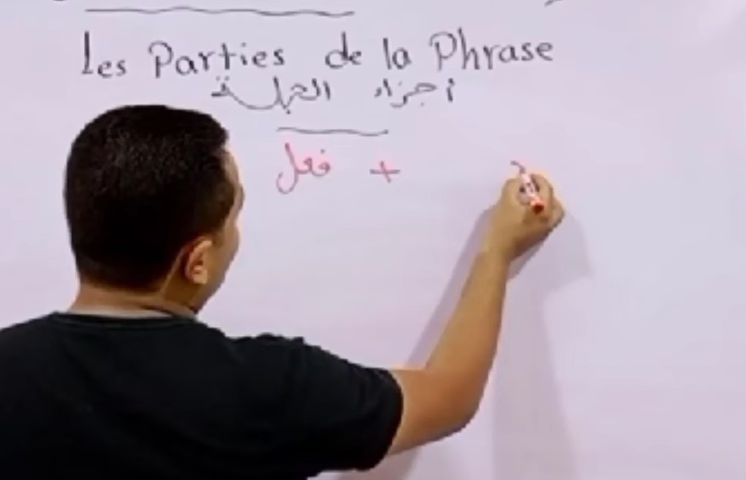 Les Parties de la Phrase
أجزاء الجملة
فعل +